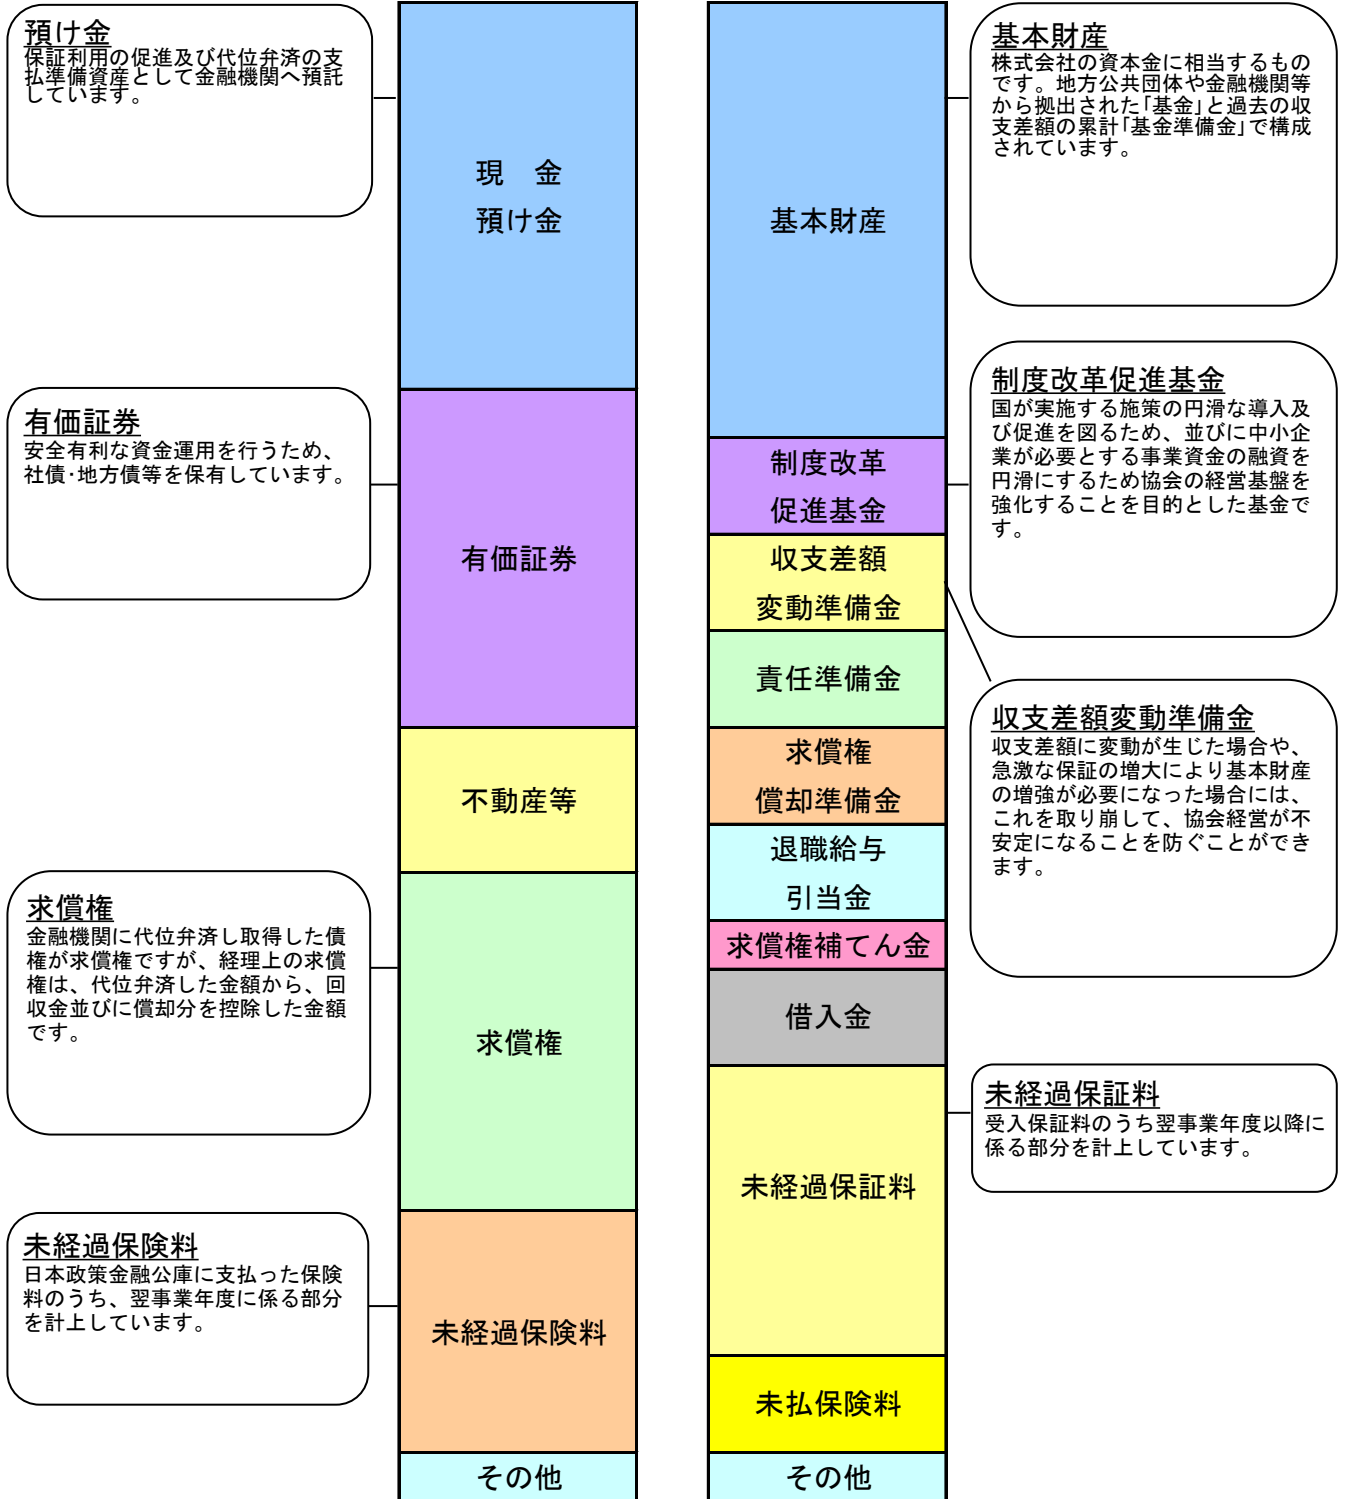 預け金
保証利用の促進及び代位弁済の支
払準備資産として金融機関へ預託
しています。
有価証券
安全有利な資金運用を行うため、
社債･地方債等を保有しています。
求償権
金融機関に代位弁済し取得した債
権が求償権ですが、経理上の求償
権は、代位弁済した金額から、回
収金並びに償却分を控除した金額
です。
未経過保険料
日本政策金融公庫に支払った保険
料のうち、翌事業年度に係る部分
を計上しています。
現　金
預け金
有価証券
不動産等
求償権
未経過保険料
その他
基本財産
制度改革
促進基金
収支差額
変動準備金
責任準備金
求償権
償却準備金
退職給与
引当金
求償権補てん金
借入金
未経過保証料
未払保険料
その他
基本財産
株式会社の資本金に相当するもの
です。地方公共団体や金融機関等
から拠出された｢基金｣と過去の収
支差額の累計｢基金準備金｣で構成
されています。
制度改革促進基金
国が実施する施策の円滑な導入及
び促進を図るため、並びに中小企
業が必要とする事業資金の融資を
円滑にするため協会の経営基盤を
強化することを目的とした基金で
す。
収支差額変動準備金
収支差額に変動が生じた場合や、
急激な保証の増大により基本財産
の増強が必要になった場合には、
これを取り崩して、協会経営が不
安定になることを防ぐことができ
ます。
未経過保証料
受入保証料のうち翌事業年度以降に
係る部分を計上しています。